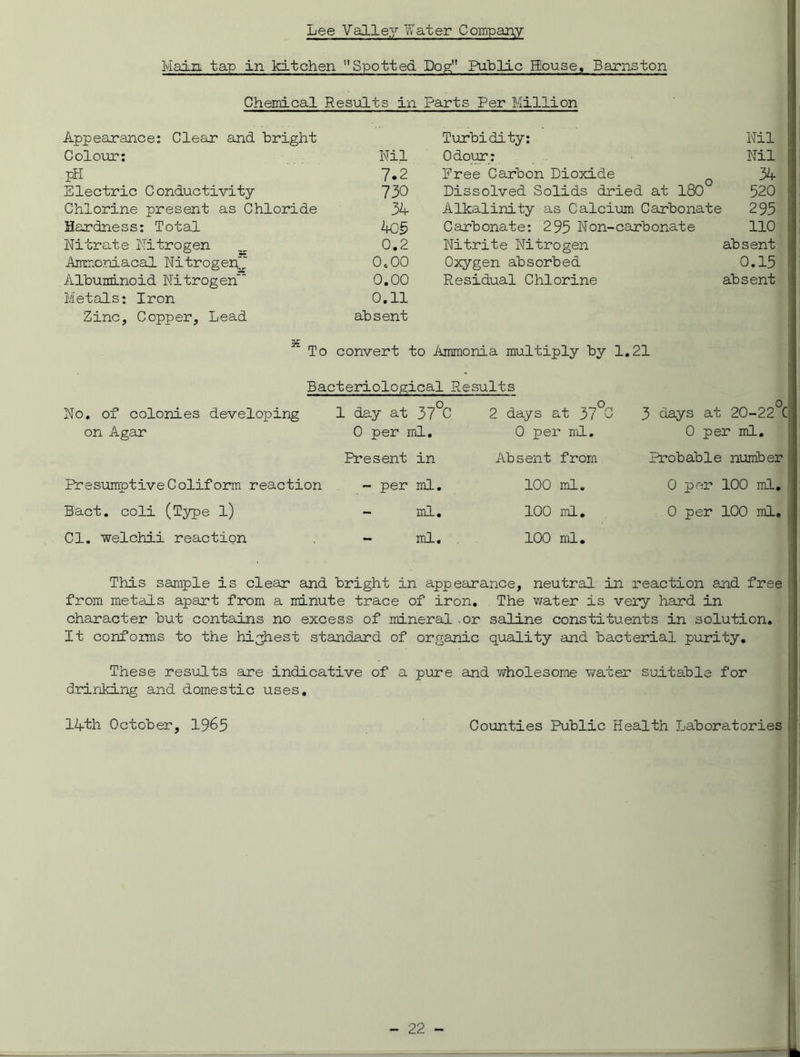 Lee Valley Water Company
Main tap in kitchen "Spotted Dog" Public House, Barnston
Chemical Results in Parts Per Million
Appearance: Clear and bright Turbidity: Nil
Colour: Nil Odour: Nil
pH 7.2 Free Carbon Dioxide 34
Electric Conductivity 730 Dissolved Solids dried at 180° 520
Chlorine present as Chloride 34 Alkalinity as Calcium Carbonate 295
Hardness: Total 405 Carbonate: 295 Non-carbonate 110
Nitrate Nitrogen 0.2 Nitrite Nitrogen absent
Ammoniacal Nitrogen* 0.00 Oxygen absorbed 0.15
Albuminoid Nitrogen* 0.00 Residual Chlorine absent
Metals: Iron 0.11
Zinc, Copper, Lead absent
* To convert to Ammonia multiply by 1.21
Bacteriological Results
No. of colonies developing 1 day at 37°C 2 days at 37°C 3 days at 20-22°C
on Agar 0 per ml. 0 per ml. 0 per ml.
Present in Absent from Probable number
PresumptiveColiform reaction - per ml. 100 ml. 0 per 100 ml.
Bact. coli (Type 1) - ml. 100 ml. 0 per 100 ml.
Cl. welchii reaction - ml. 100 ml.
This sample is clear and bright in appearance, neutral in reaction and free
from metals apart from a minute trace of iron. The water is very hard in
character but contains no excess of mineral or saline constituents in solution.
It conforms to the highest standard of organic quality and bacterial purity.
These results are indicative of a pure and wholesome water suitable for
drinking and domestic uses.
14th October, 1965 Counties Public Health Laboratories
- 22 -